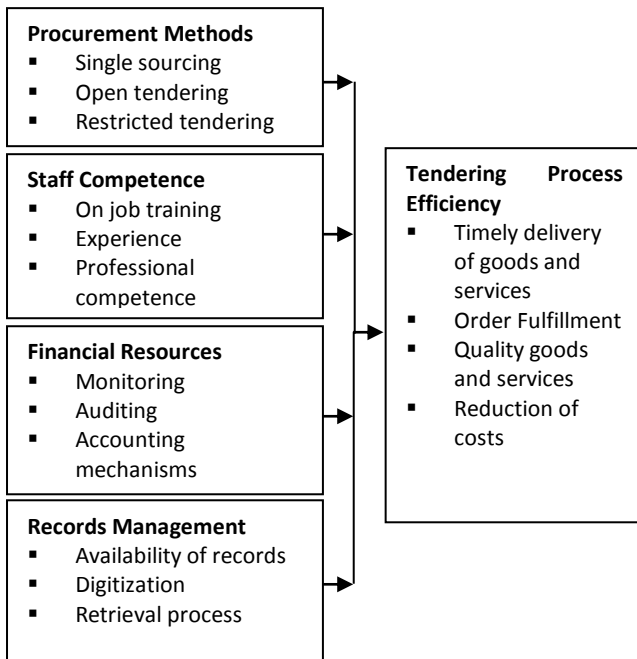 Procurement Methods
▪ Single sourcing
▪ Open tendering
▪ Restricted tendering
Staff Competence
▪ On job training
▪ Experience
▪ Professional
competence
Financial Resources
▪ Monitoring
▪ Auditing
▪ Accounting
mechanisms
Records Management
▪ Availability of records
▪ Digitization
▪ Retrieval process
Tendering Process
Efficiency
▪ Timely delivery
of goods and
services
▪ Order Fulfillment
▪ Quality goods
and services
▪ Reduction of
costs